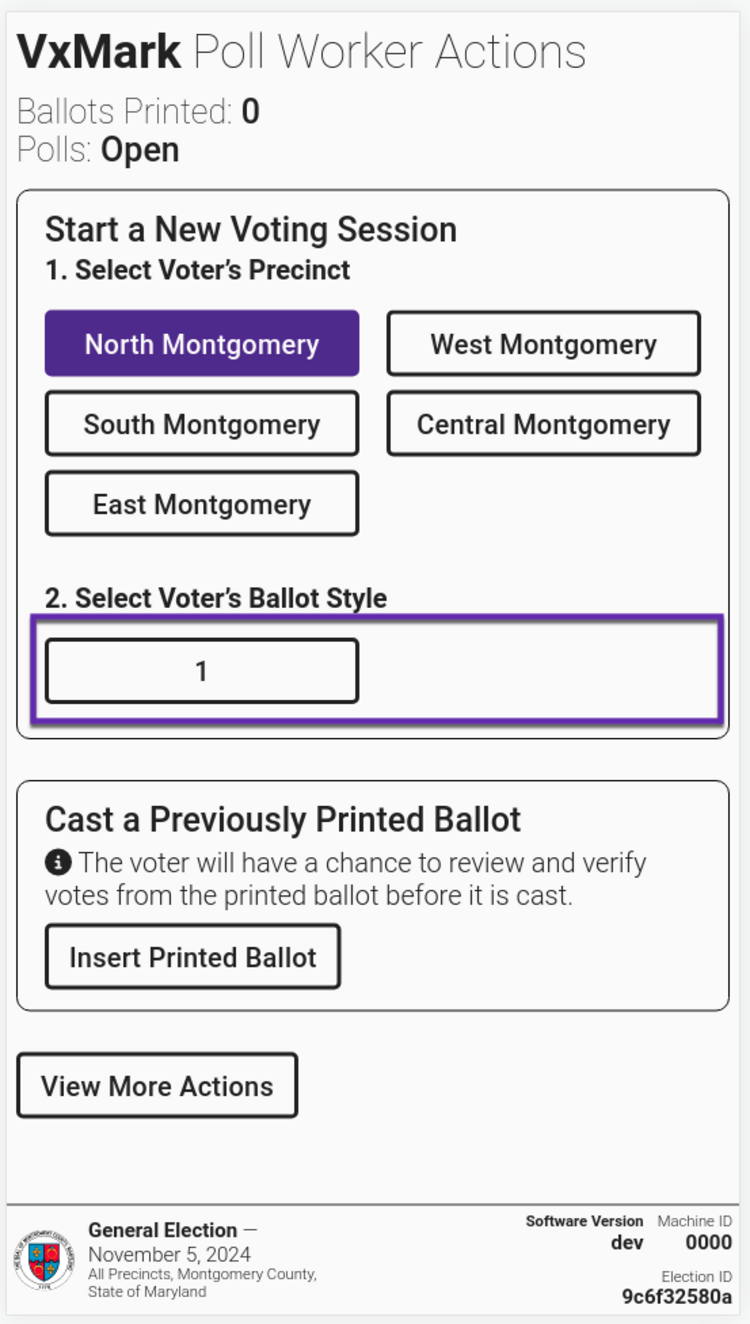 VxMark Poll Worker Actions
Ballots Printed: 0
Polls: Open
Start a New Voting Session
1. Select Voter’s Precinct
North Montgomery
West Montgomery
South Montgomery
Central Montgomery
East Montgomery
2. Select Voter’s Ballot Style
1
Cast a Previously Printed Ballot
The voter will have a chance to review and verify
votes from the printed ballot before it is cast.
Insert Printed Ballot
View More Actions
General Election —
November 5, 2024
All Precincts, Montgomery County,
State of Maryland
Software Version
dev
Machine ID
0000
Election ID
9c6f32580a